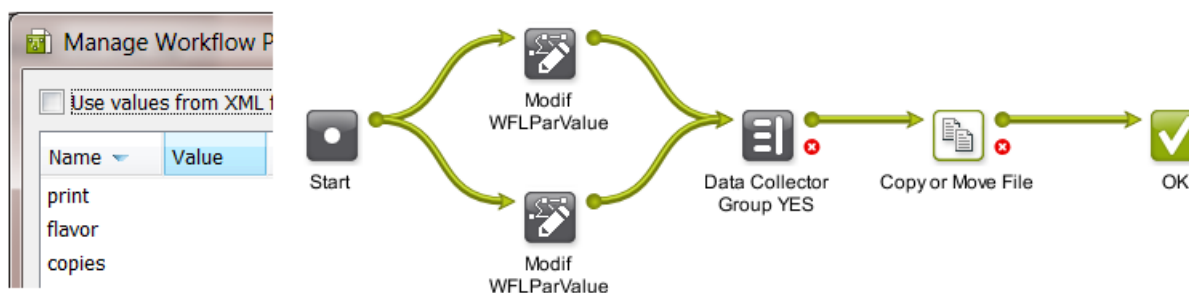 Manage Workflow P
Use values from XML f
Name Value
print
flavor
copies
Start
Modif
WFLParValue
Modif
WFLParValue
Data Collector
Group YES
Copy or Move File
OK